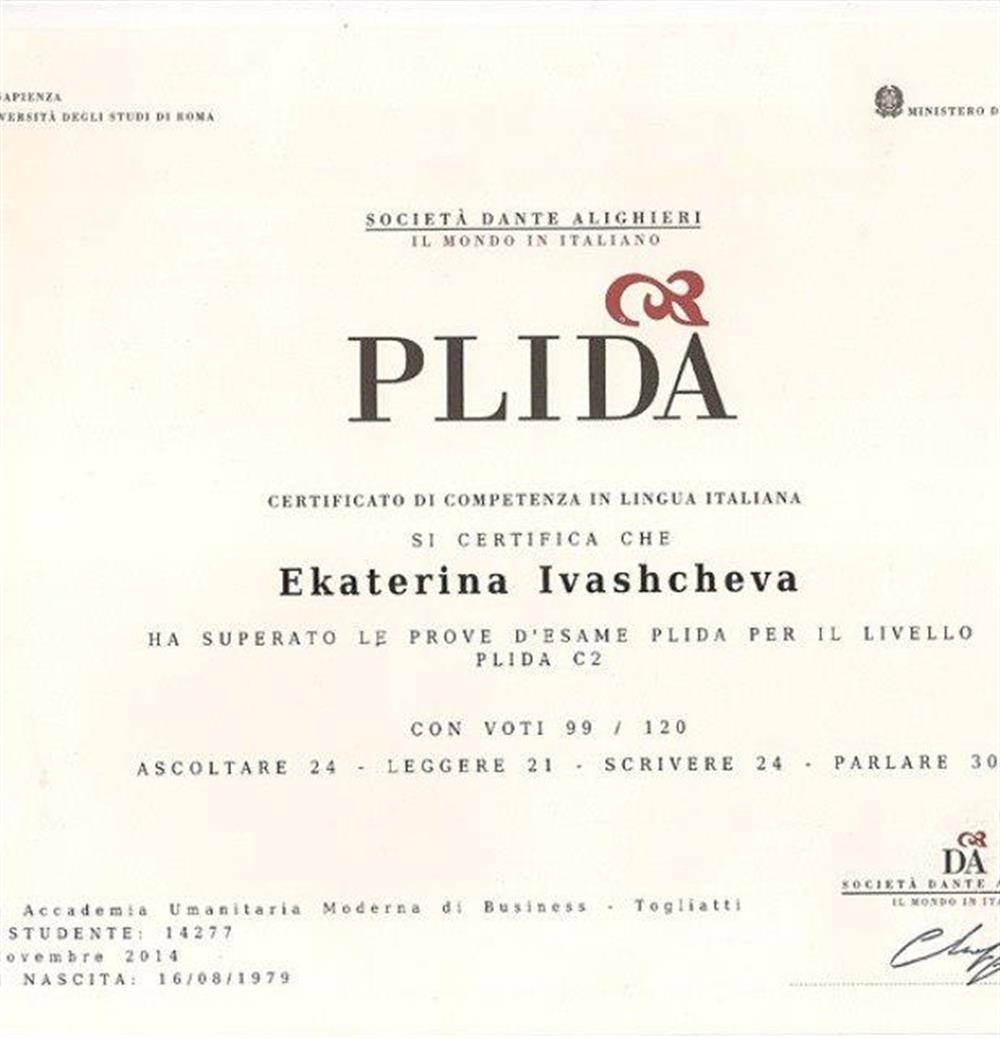 SAPIENZA
VERSITÀ DEGLI STUDI DI ROMA
MINISTERO D
SOCIETÀ DANTE ALIGHIERI
IL MONDO IN ITALIANO
PLIDA
CERTIFICATO DI COMPETENZA IN LINGUA ITALIANA
SI CERTIFICA CHE
Ekaterina Ivashcheva
HA SUPERATO LE PROVE D'ESAME PLIDA PER IL LIVELLO
PLIDA C2
CON VOTI 99 / 120
ASCOLTARE 24 - LEGGERE 21 - SCRIVERE 24 - PARLARE 30
DA
SOCIETÀ DANTE A
IL MONDO IN ITA
Accademia Umanitaria Moderna di Business - Togliatti
STUDENTE: 14277
ovembre 2014
NASCITA: 16/08/1979